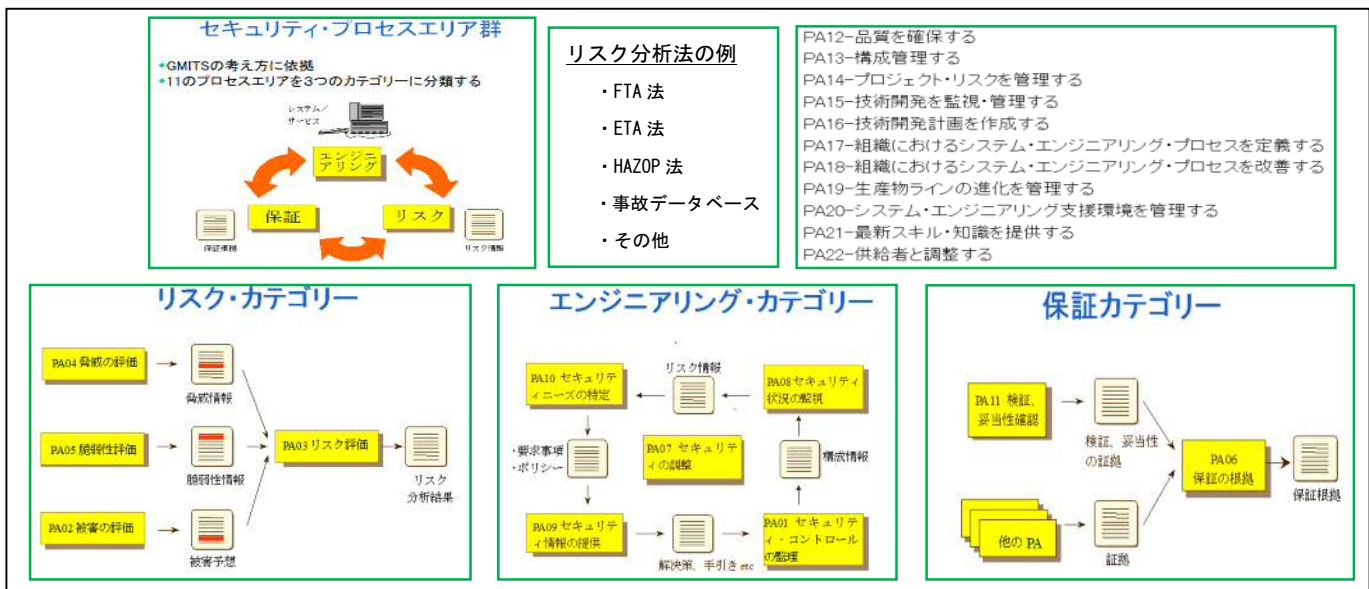 セキュリティ・プロセスエリア群
◆GMITSの考え方に依拠
◆11のプロセスエリアを3つのカテゴリーに分類する
システム／
サービス
エンジニ
アリング
保証
リスク
保証根拠
リスク情報
リスク分析法の例
・FTA 法
・ETA 法
・HAZOP 法
・事故データベース
・その他
PA12-品質を確保する
PA13-構成管理する
PA14-プロジェクト・リスクを管理する
PA15-技術開発を監視・管理する
PA16-技術開発計画を作成する
PA17-組織におけるシステム・エンジニアリング・プロセスを定義する
PA18-組織におけるシステム・エンジニアリング・プロセスを改善する
PA19-生産物ラインの進化を管理する
PA20-システム・エンジニアリング支援環境を管理する
PA21-最新スキル・知識を提供する
PA22-供給者と調整する
リスク・カテゴリー
PA04 脅威の評価
脅威情報
PA05 脆弱性評価
脆弱性情報
PA03 リスク評価
リスク
分析結果
PA02 被害の評価
被害予想
エンジニアリング・カテゴリー
PA10 セキュリテ
ィニーズの特定
リスク情報
PA08 セキュリティ
状況の監視
・要求事項
・ポリシー
PA07 セキュリ
ティの調整
構成情報
PA09 セキュリテ
ィ情報の提供
解決策、手引き etc
PA01 セキュリテ
ィ・コントロール
の監理
保証カテゴリー
PA11 検証、
妥当性確認
検証、妥当性
の証拠
PA06
保証の根拠
保証根拠
他の PA
証拠